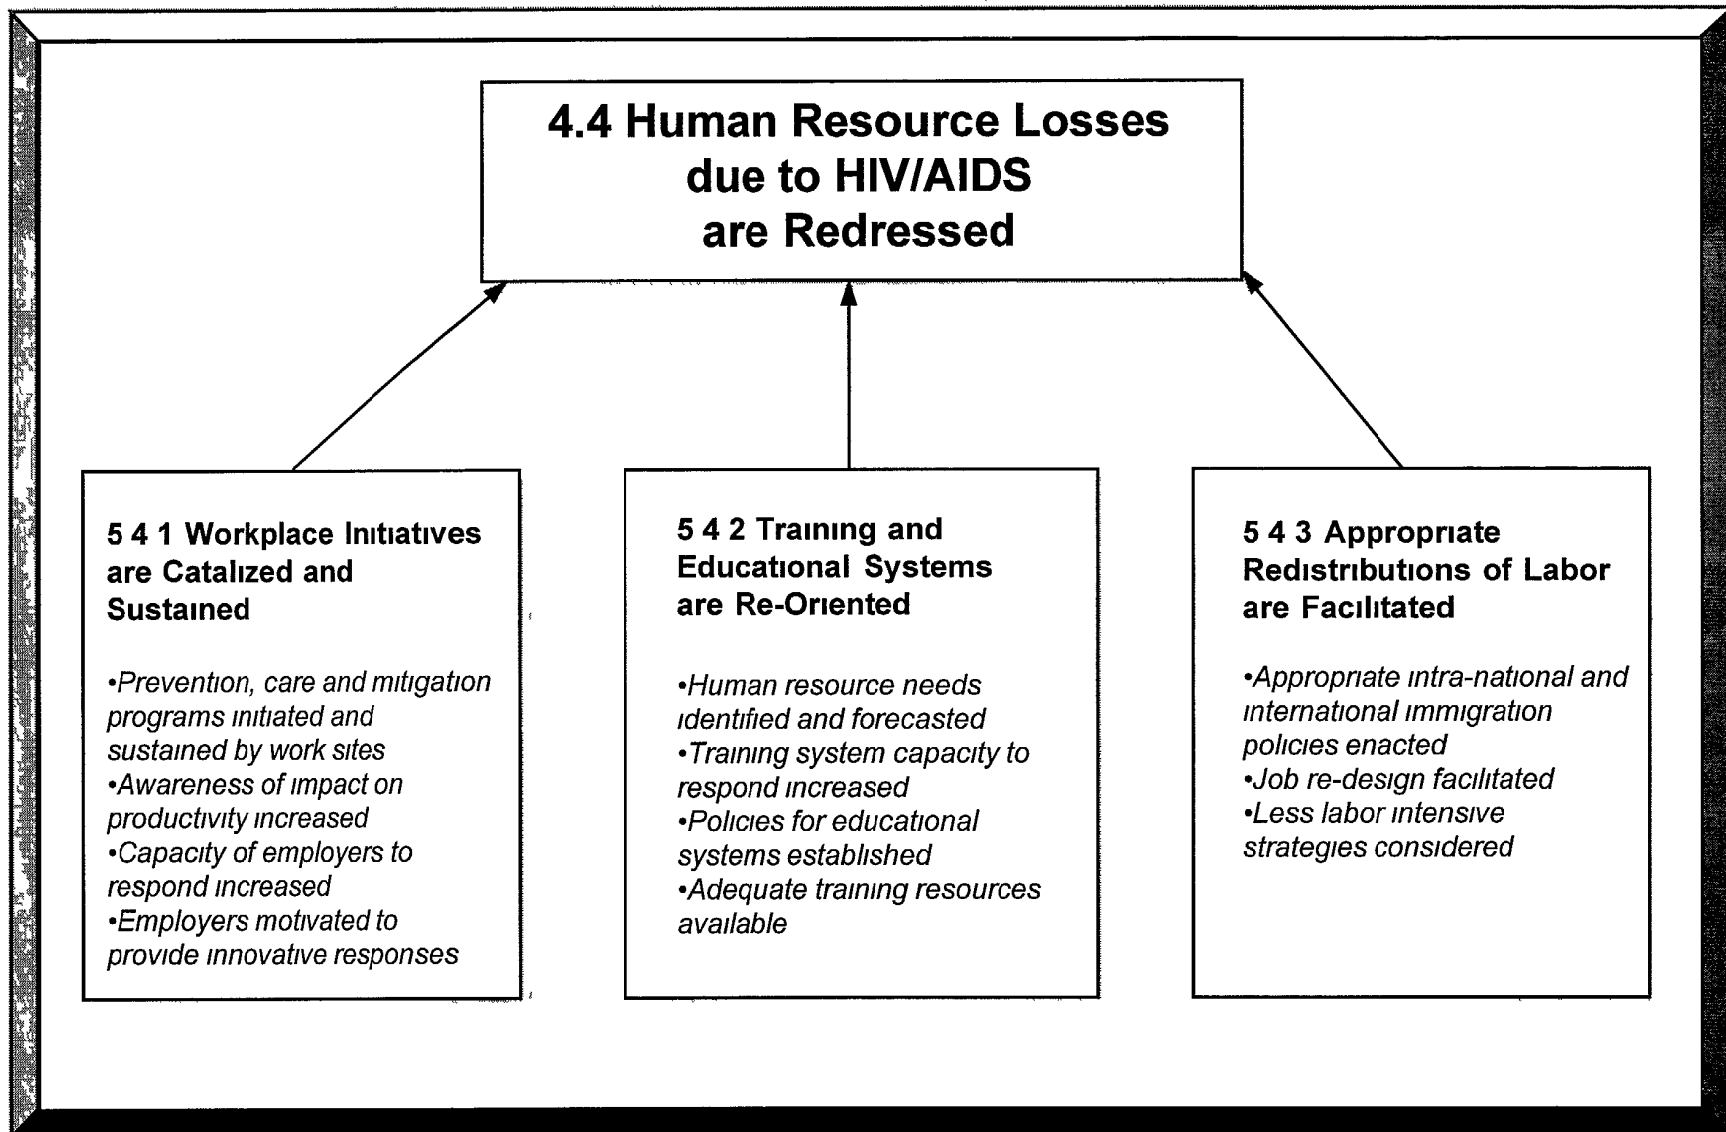 4.4 Human Resource Losses
due to HIV/AIDS
are Redressed
5 4 1 Workplace Initiatives
are Catalized and
Sustained
•Prevention, care and mitigation
programs initiated and
sustained by work sites
•Awareness of impact on
productivity increased
•Capacity of employers to
respond increased
•Employers motivated to
provide innovative responses
5 4 2 Training and
Educational Systems
are Re-Oriented
•Human resource needs
identified and forecasted
•Training system capacity to
respond increased
•Policies for educational
systems established
•Adequate training resources
available
5 4 3 Appropriate
Redistributions of Labor
are Facilitated
•Appropriate intra-national and
international immigration
policies enacted
•Job re-design facilitated
•Less labor intensive
strategies considered